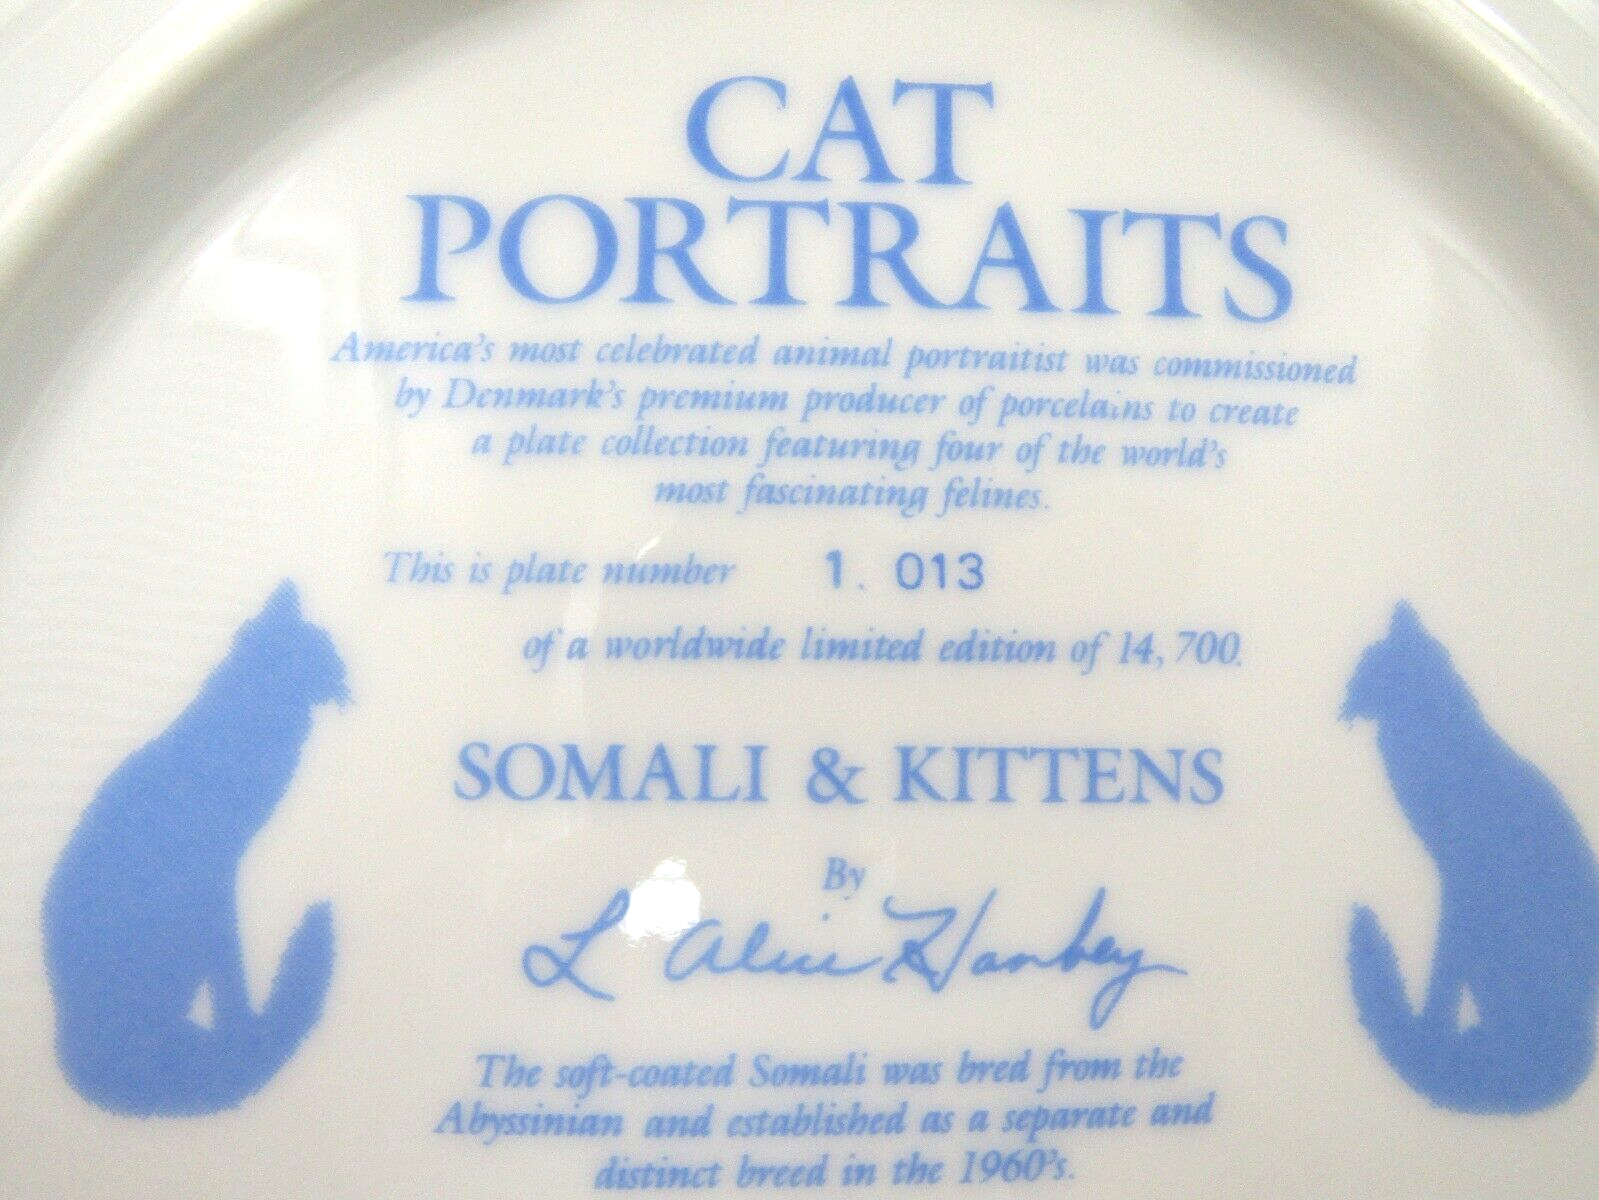 CAT
PORTRAITS
America's most celebrated animal portraitist was commissioned
by Denmark's premium producer of porcelains to create
a plate collection featuring four of the world's
most fascinating felines.
This is plate number 1. 013
of a worldwide limited edition of 14,700.
SOMALI & KITTENS
By
L Alice Hanbey
The soft-coated Somali was bred from the
Abyssinian and established as a separate and
distinct breed in the 1960's.